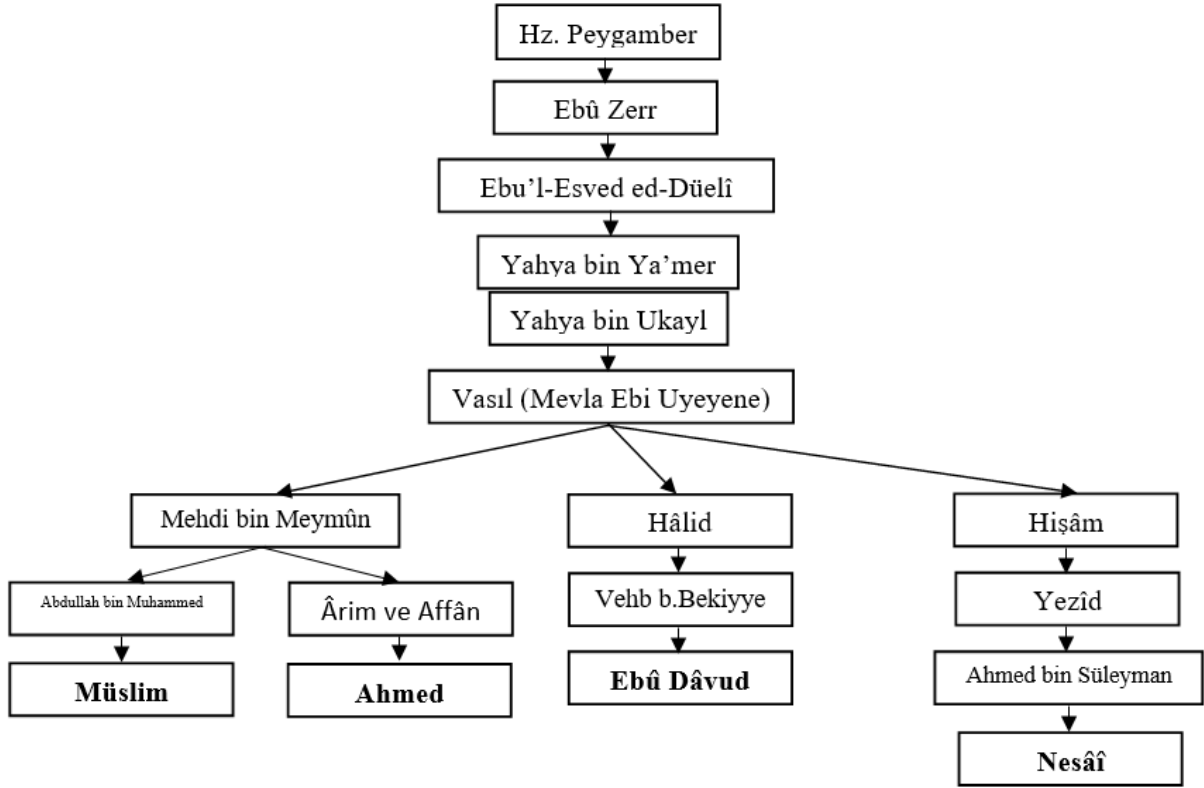 Hz. Peygamber
Ebû Zerr
Ebu’l-Esved ed-Düelî
Yahya bin Ya’mer
Yahya bin Ukayl
Vasıl (Mevla Ebi Uyeyene)
Mehdi bin Meymûn
Hâlid
Hişâm
Abdullah bin Muhammed
Ârim ve Affân
Vehb b.Bekiyye
Yezîd
Müslim
Ahmed
Ebû Dâvud
Ahmed bin Süleyman
Nesâî